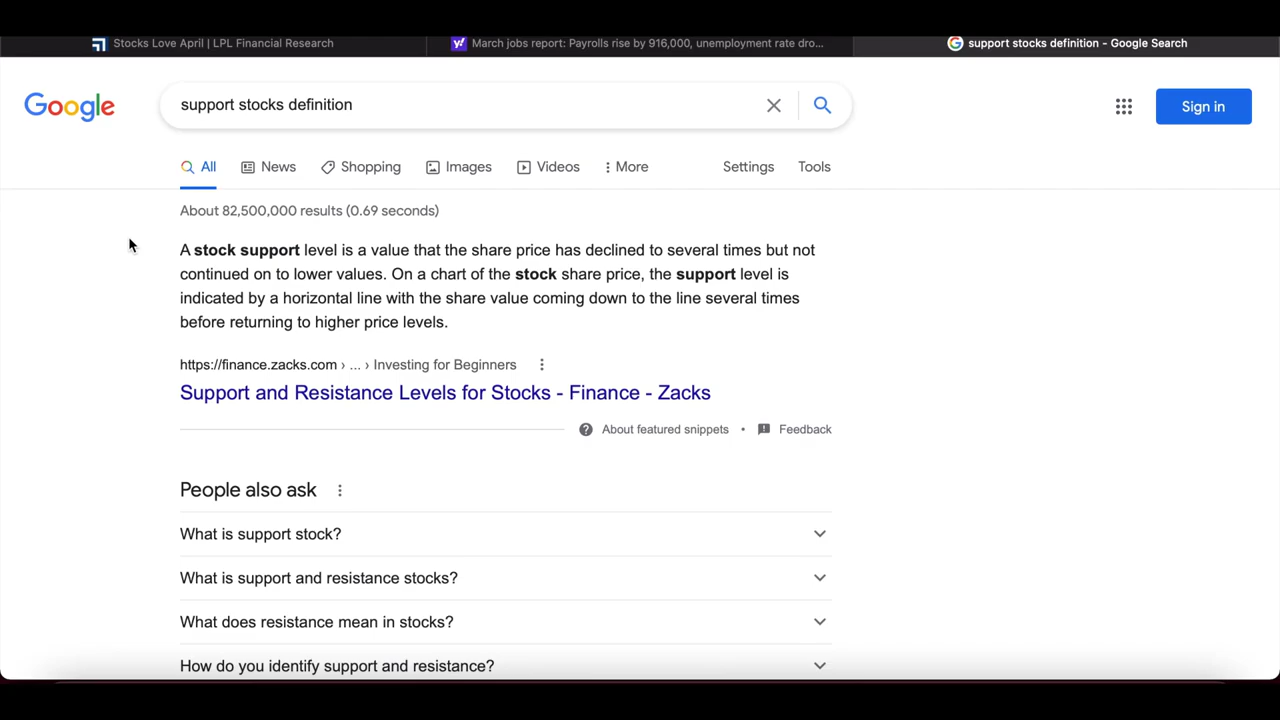 Stocks Love April | LPL Financial Research
March jobs report: Payrolls rise by 916,000, unemployment rate dro...
support stocks definition - Google Search
Google
support stocks definition
Sign in
All
News
Shopping
Images
Videos
More
Settings
Tools
About 82,500,000 results (0.69 seconds)
A stock support level is a value that the share price has declined to several times but not
continued on to lower values. On a chart of the stock share price, the support level is
indicated by a horizontal line with the share value coming down to the line several times
before returning to higher price levels.
https://finance.zacks.com › ... › Investing for Beginners
Support and Resistance Levels for Stocks - Finance - Zacks
About featured snippets • Feedback
People also ask
What is support stock?
What is support and resistance stocks?
What does resistance mean in stocks?
How do you identify support and resistance?